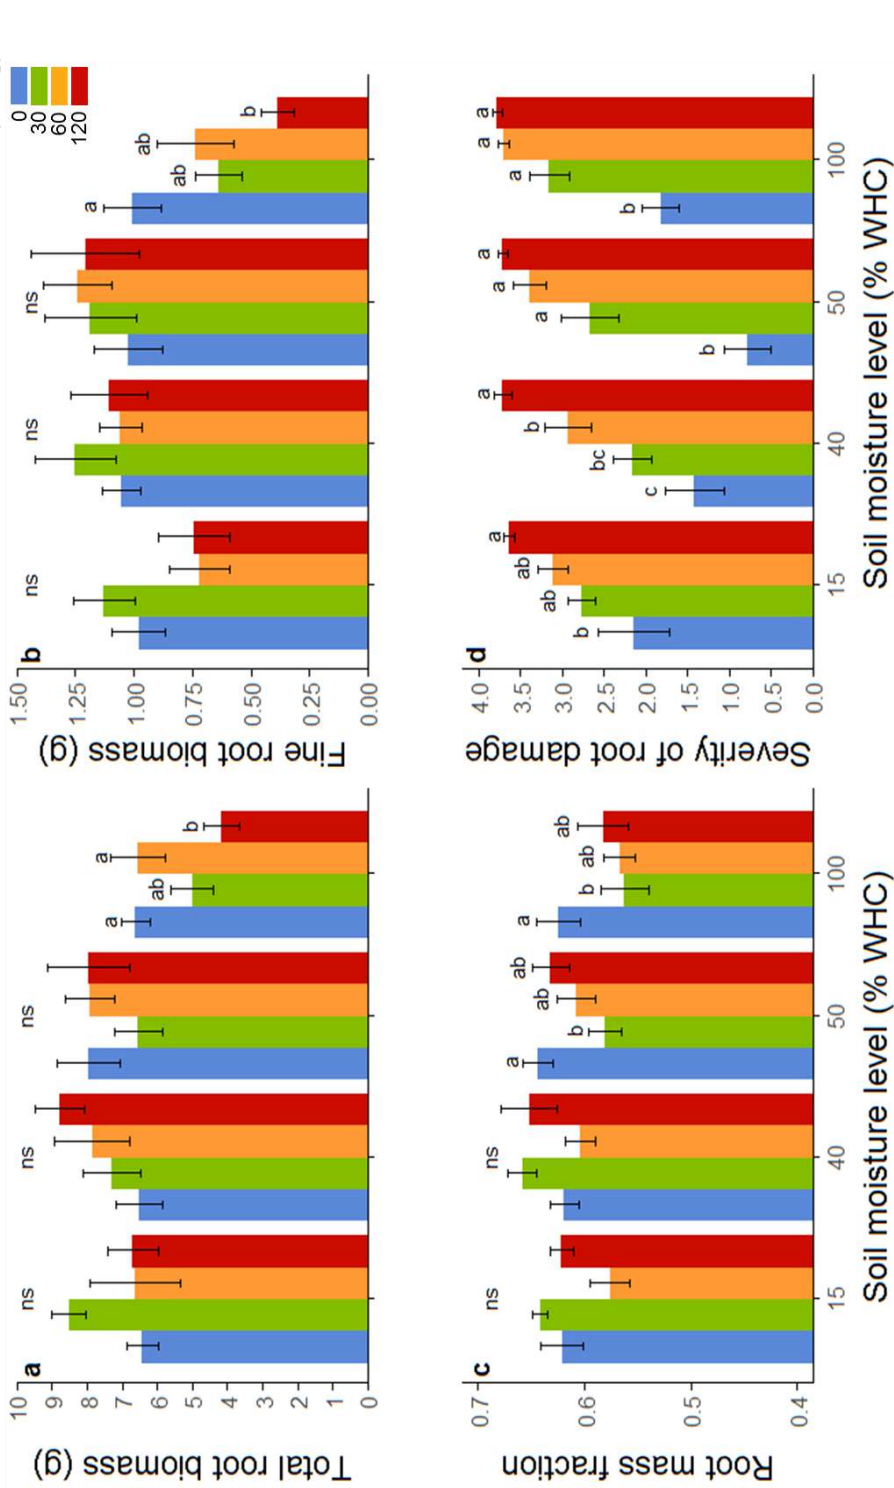 0
30
60
120
a
Total root biomass (g)
10
9
8
7
6
5
4
3
2
1
0
ns
ns
ns
a
ab
a
b
b
Fine root biomass (g)
1.50
1.25
1.00
0.75
0.50
0.25
0.00
ns
ns
ns
a
ab
ab
b
c
Root mass fraction
0.7
0.6
0.5
0.4
ns
ns
a
b
ab
ab
a
b
ab
ab
15
40
50
100
Soil moisture level (% WHC)
d
Severity of root damage
4.0
3.5
3.0
2.5
2.0
1.5
1.0
0.5
0.0
b
ab
ab
a
c
bc
b
a
b
a
a
a
b
a
a
a
15
40
50
100
Soil moisture level (% WHC)